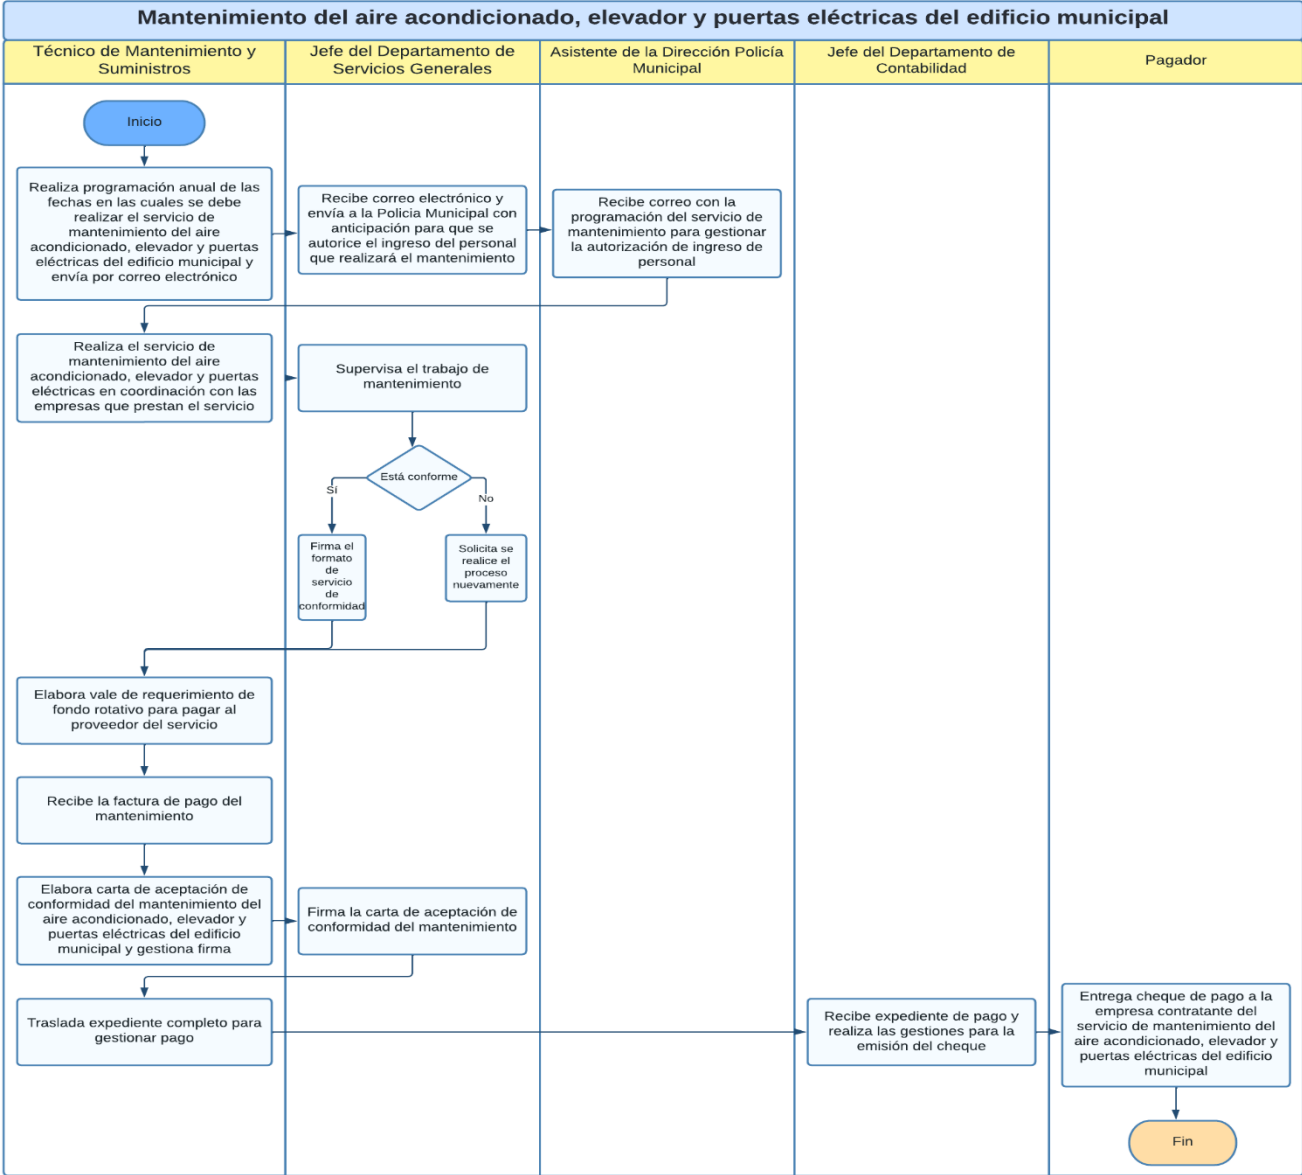 Mantenimiento del aire acondicionado, elevador y puertas eléctricas del edificio municipal
Técnico de Mantenimiento y
Suministros
Jefe del Departamento de
Servicios Generales
Asistente de la Dirección Policía
Municipal
Jefe del Departamento de
Contabilidad
Pagador
Inicio
Realiza programación anual de las
fechas en las cuales se debe
realizar el servicio de
mantenimiento del aire
acondicionado, elevador y puertas
eléctricas del edificio municipal y
envía por correo electrónico
Recibe correo electrónico y
envía a la Policia Municipal con
anticipación para que se
autorice el ingreso del personal
que realizará el mantenimiento
Recibe correo con la
programación del servicio de
mantenimiento para gestionar
la autorización de ingreso de
personal
Realiza el servicio de
mantenimiento del aire
acondicionado, elevador y puertas
eléctricas en coordinación con las
empresas que prestan el servicio
Supervisa el trabajo de
mantenimiento
Está conforme
Sí
No
Firma el
formato
de
servicio
de
conformidad
Solicita se
realice el
proceso
nuevamente
Elabora vale de requerimiento de
fondo rotativo para pagar al
proveedor del servicio
Recibe la factura de pago del
mantenimiento
Elabora carta de aceptación de
conformidad del mantenimiento del
aire acondicionado, elevador y
puertas eléctricas del edificio
municipal y gestiona firma
Firma la carta de aceptación de
conformidad del mantenimiento
Traslada expediente completo para
gestionar pago
Recibe expediente de pago y
realiza las gestiones para la
emisión del cheque
Entrega cheque de pago a la
empresa contratante del
servicio de mantenimiento del
aire acondicionado, elevador y
puertas eléctricas del edificio
municipal
Fin